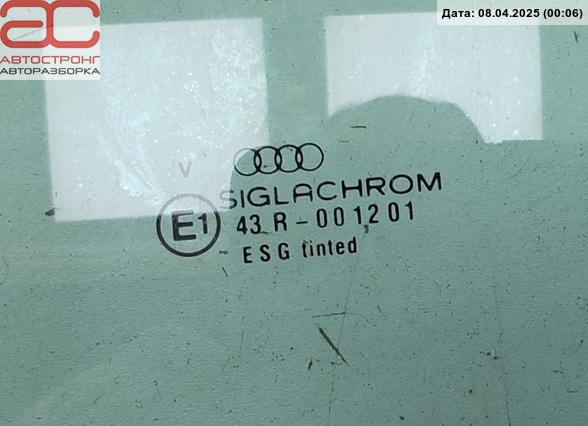 Дата: 08.04.2025 (00:06)
ac
АВТОСТРОНГ
АВТОРАЗБОРКА
V
SIGLACHROM
E1
43 R-001201
ESG tinted